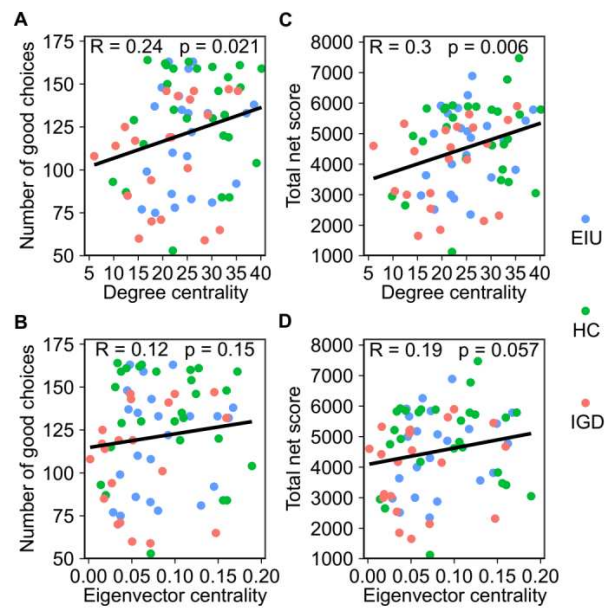 A
R = 0.24 p = 0.021
Number of good choices
175
150
125
100
75
50
5 10 15 20 25 30 35 40
Degree centrality
C
R = 0.3 p = 0.006
Total net score
8000
7000
6000
5000
4000
3000
2000
1000
5 10 15 20 25 30 35 40
Degree centrality
B
R = 0.12 p = 0.15
Number of good choices
175
150
125
100
75
50
0.00 0.05 0.10 0.15 0.20
Eigenvector centrality
D
R = 0.19 p = 0.057
Total net score
8000
7000
6000
5000
4000
3000
2000
1000
0.00 0.05 0.10 0.15 0.20
Eigenvector centrality
EIU
HC
IGD